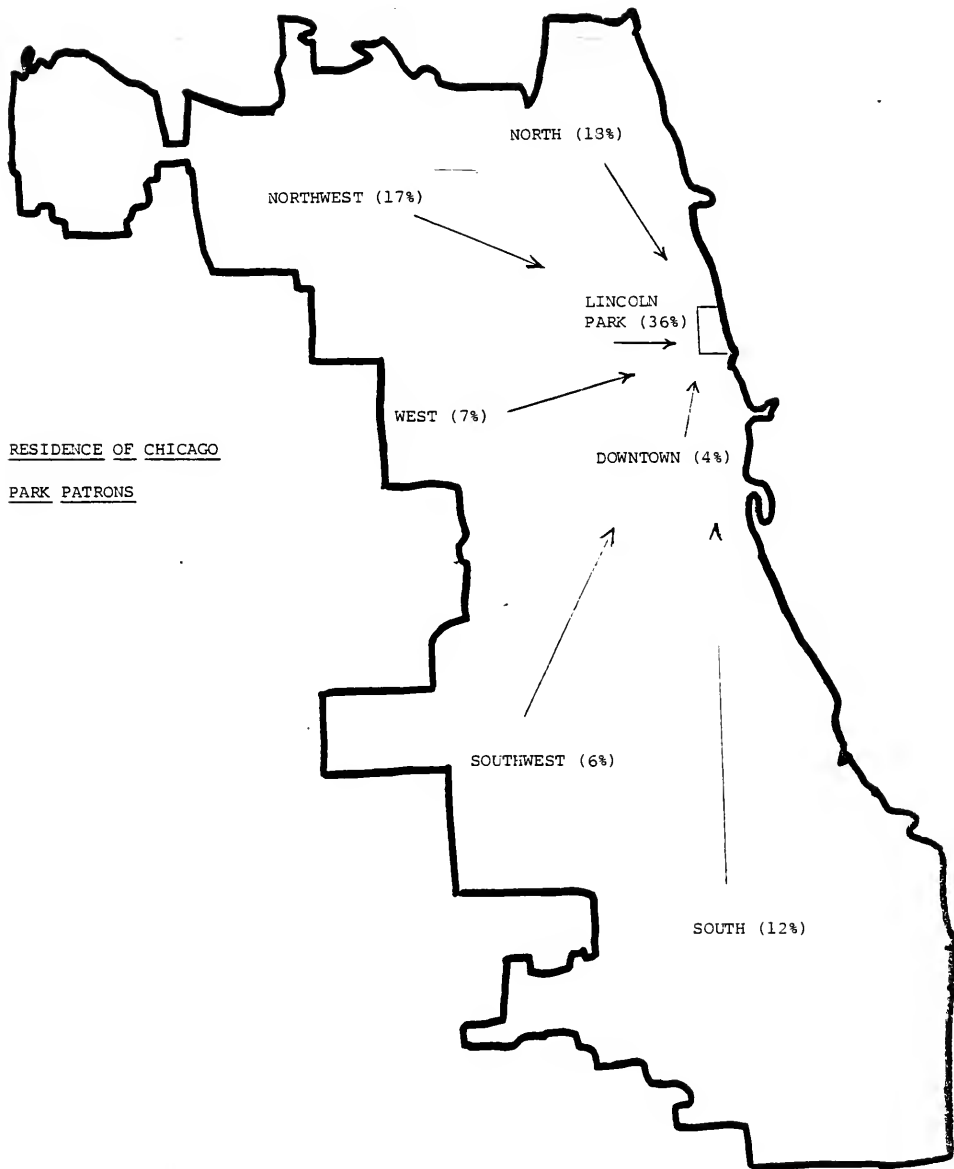 NORTH (18%)
NORTHWEST (17%)
LINCOLN
PARK (36%)
WEST (7%)
RESIDENCE OF CHICAGO
PARK PATRONS
DOWNTOWN (4%)
SOUTHWEST (6%)
SOUTH (12%)